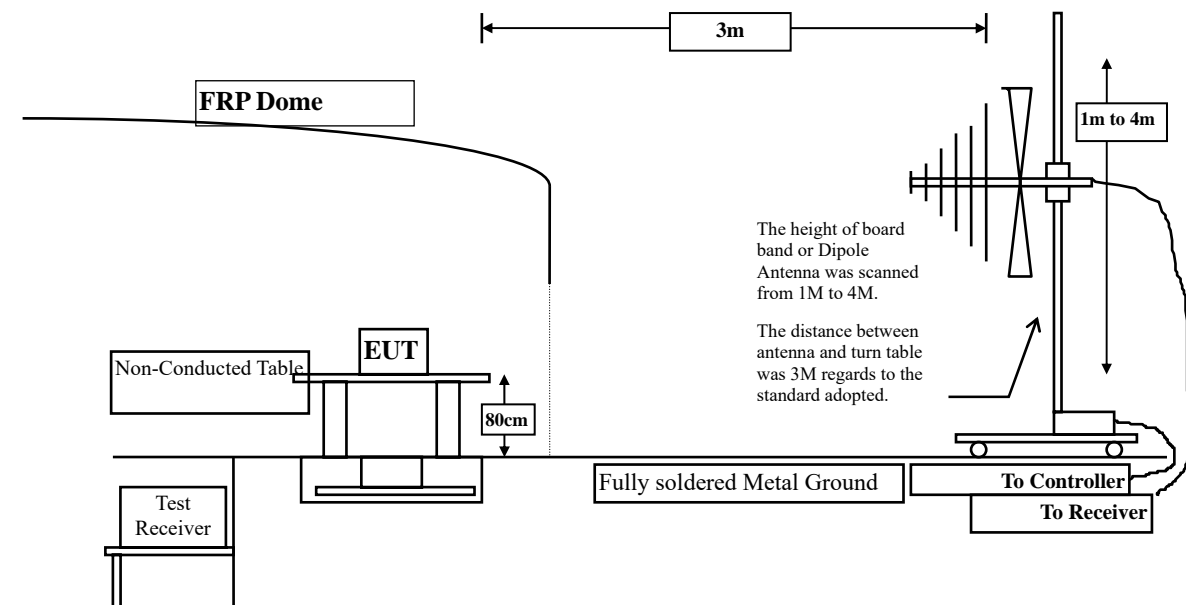 3m
FRP Dome
1m to 4m
The height of board
band or Dipole
Antenna was scanned
from 1M to 4M.
The distance between
antenna and turn table
was 3M regards to the
standard adopted.
EUT
Non-Conducted Table
80cm
Fully soldered Metal Ground
To Controller
To Receiver
Test
Receiver